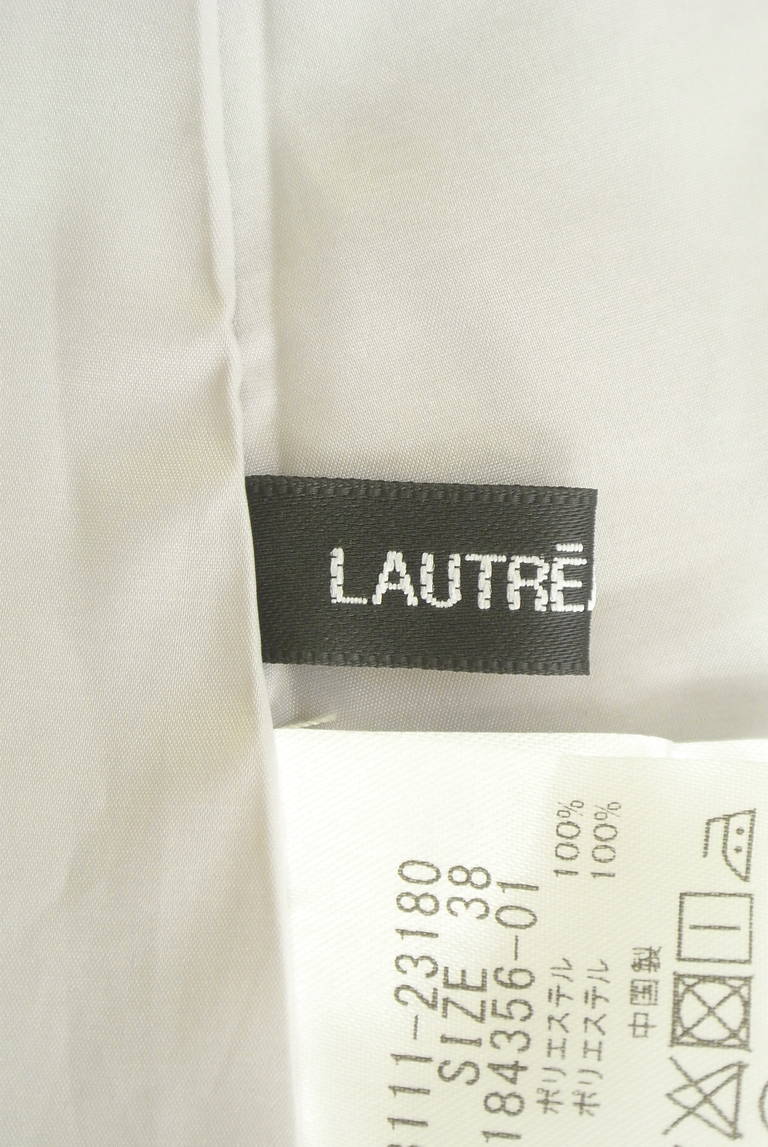 LAUTRÉ
111-23180
SIZE 38
184356-01
ポリエステル 100%
ポリエステル 100%
中国製